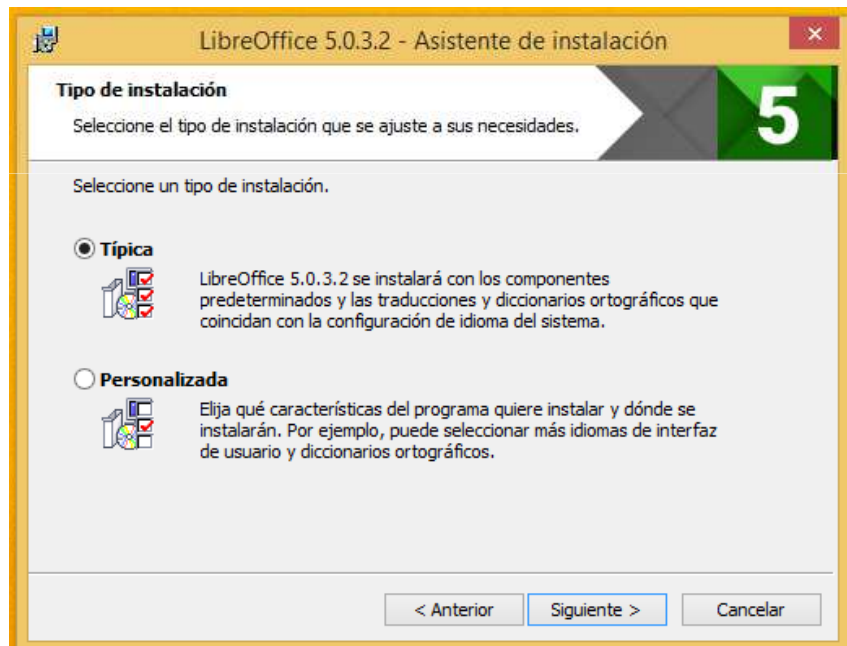 LibreOffice 5.0.3.2 - Asistente de instalación
Tipo de instalación
Seleccione el tipo de instalación que se ajuste a sus necesidades.
5
Seleccione un tipo de instalación.
Típica
LibreOffice 5.0.3.2 se instalará con los componentes
predeterminados y las traducciones y diccionarios ortográficos que
coincidan con la configuración de idioma del sistema.
Personalizada
Elija qué características del programa quiere instalar y dónde se
instalarán. Por ejemplo, puede seleccionar más idiomas de interfaz
de usuario y diccionarios ortográficos.
< Anterior Siguiente > Cancelar